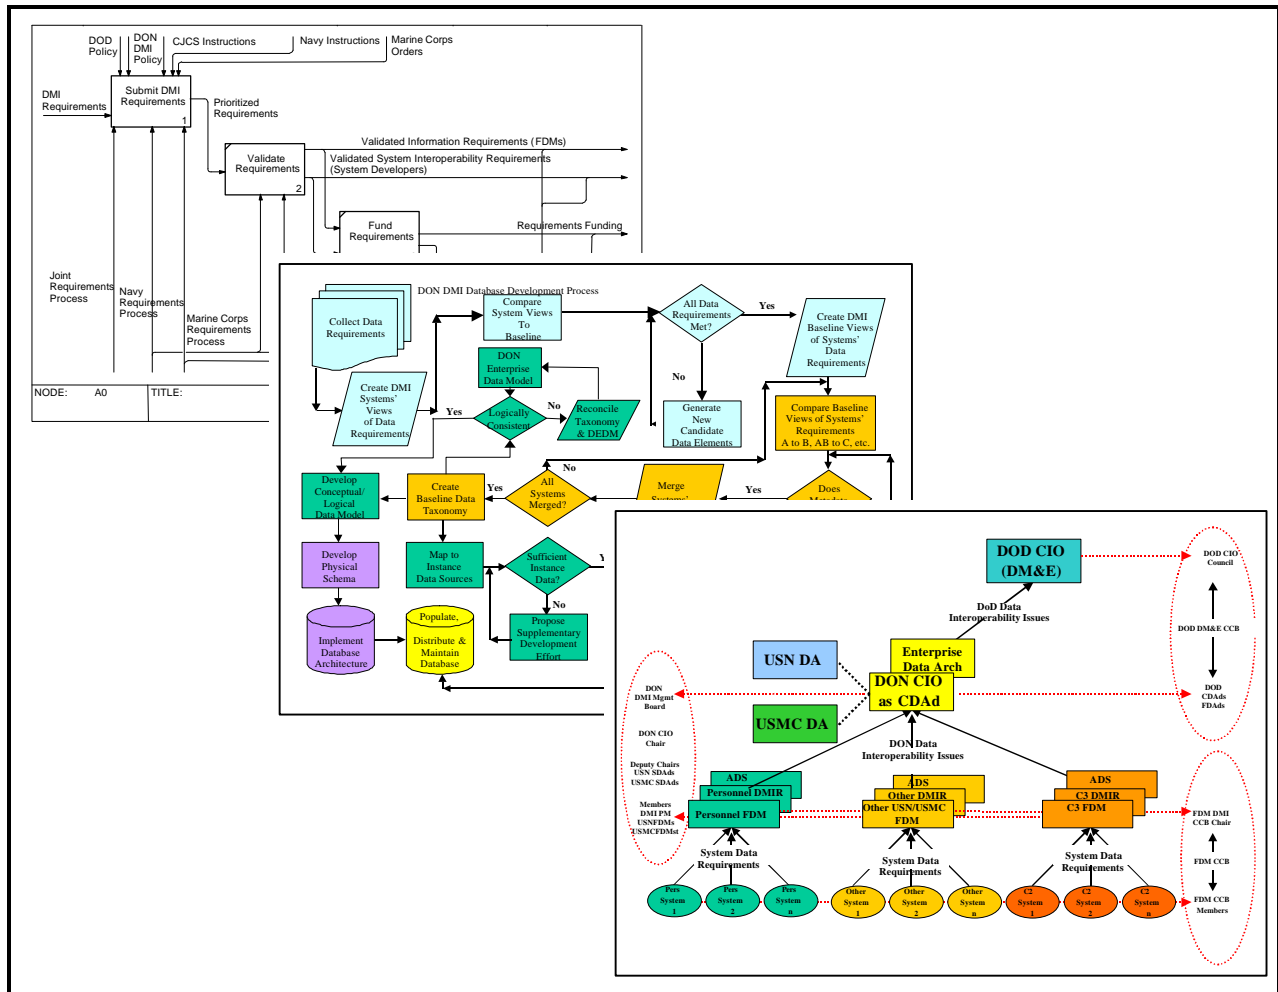 DOD
Policy
DON
DMI
Policy
CJCS Instructions
Navy Instructions
Marine Corps
Orders
DMI
Requirements
Submit DMI
Requirements
1
Prioritized
Requirements
Validate
Requirements
2
Validated Information Requirements (FDMs)
Validated System Interoperability Requirements
(System Developers)
Fund
Requirements
Requirements Funding
Joint
Requirements
Process
Navy
Requirements
Process
Marine Corps
Requirements
Process
NODE:
A0
TITLE:
DON DMI Database Development Process
Collect Data
Requirements
Compare
System Views
To
Baseline
All Data
Requirements
Met?
Yes
Create DMI
Baseline Views
of Systems'
Data
Requirements
No
Create DMI
Systems'
Views
of Data
Requirements
DON
Enterprise
Data Model
Yes
Logically
Consistent
No
Reconcile
Taxonomy
& DEDM
Generate
New
Candidate
Data Elements
Compare Baseline
Views of Systems'
Requirements
A to B, AB to C, etc.
Develop
Conceptual/
Logical
Data Model
Create
Baseline Data
Taxonomy
Yes
All
Systems
Merged?
No
Merge
Systems'
Yes
Does
Metadata
Develop
Physical
Schema
Map to
Instance
Data Sources
Sufficient
Instance
Data?
Y
No
Implement
Database
Architecture
Populate,
Distribute &
Maintain
Database
Propose
Supplementary
Development
Effort
DOD CIO
(DM&E)
DoD Data
Interoperability Issues
DOD CIO
Council
DOD DM&E CCB
DOD
CDAds
FDAds
USN DA
Enterprise
Data Arch
DON CIO
as CDAd
USMC DA
DON
DMI Mgmt
Board
DON CIO
Chair
Deputy Chairs
USN SDAds
USMC SDAds
Members
DMI PM
USNFDMs
USMCFDMst
DON Data
Interoperability Issues
ADS
Personnel DMIR
Personnel FDM
ADS
Other DMIR
Other USN/USMC
FDM
ADS
C3 DMIR
C3 FDM
FDM DMI
CCB Chair
FDM CCB
FDM CCB
Members
System Data
Requirements
System Data
Requirements
System Data
Requirements
Pers
System
1
Pers
System
2
Pers
System
n
Other
System
1
Other
System
2
Other
System
n
C2
System
1
C2
System
2
C2
System
n